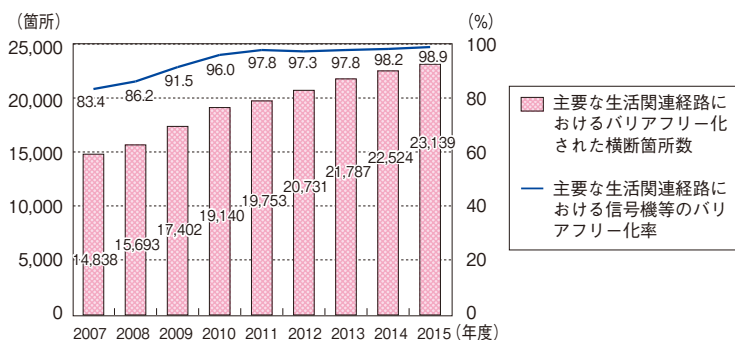 （箇所） （%）
25,000 100
20,000 80
15,000 60
10,000 40
5,000 20
0 0
83.4 86.2 91.5 96.0 97.8 97.3 97.8 98.2 98.9
14,838 15,693 17,402 19,140 19,753 20,731 21,787 22,524 23,139
2007 2008 2009 2010 2011 2012 2013 2014 2015 （年度）
主要な生活関連経路に
おけるバリアフリー化
された横断箇所数
主要な生活関連経路に
おける信号機等のバリ
アフリー化率